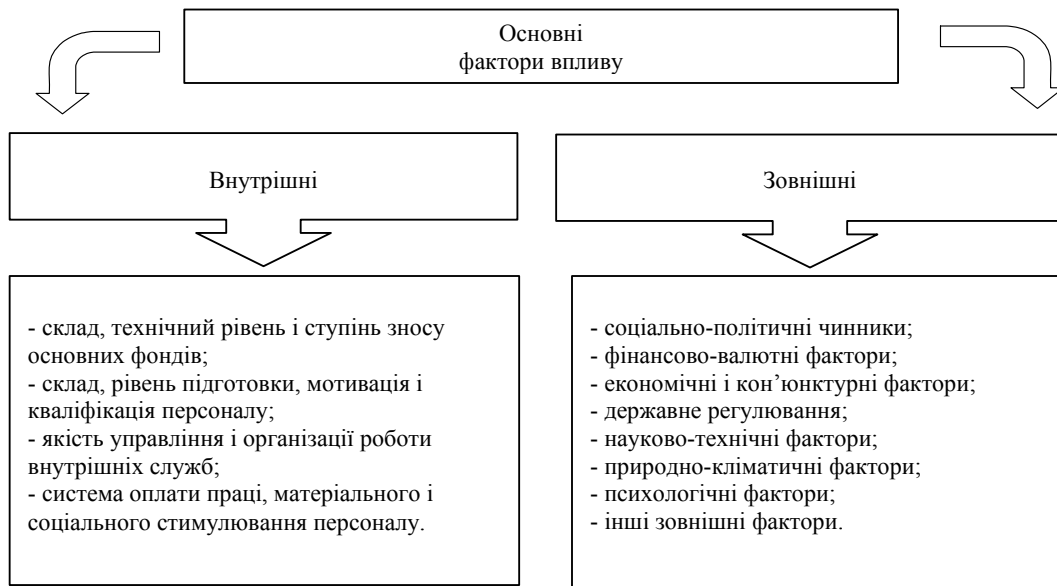 Основні
фактори впливу
Внутрішні
Зовнішні
- склад, технічний рівень і ступінь зносу
основних фондів;
- склад, рівень підготовки, мотивація і
кваліфікація персоналу;
- якість управління і організації роботи
внутрішніх служб;
- система оплати праці, матеріального і
соціального стимулювання персоналу.
- соціально-політичні чинники;
- фінансово-валютні фактори;
- економічні і кон’юнктурні фактори;
- державне регулювання;
- науково-технічні фактори;
- природно-кліматичні фактори;
- психологічні фактори;
- інші зовнішні фактори.